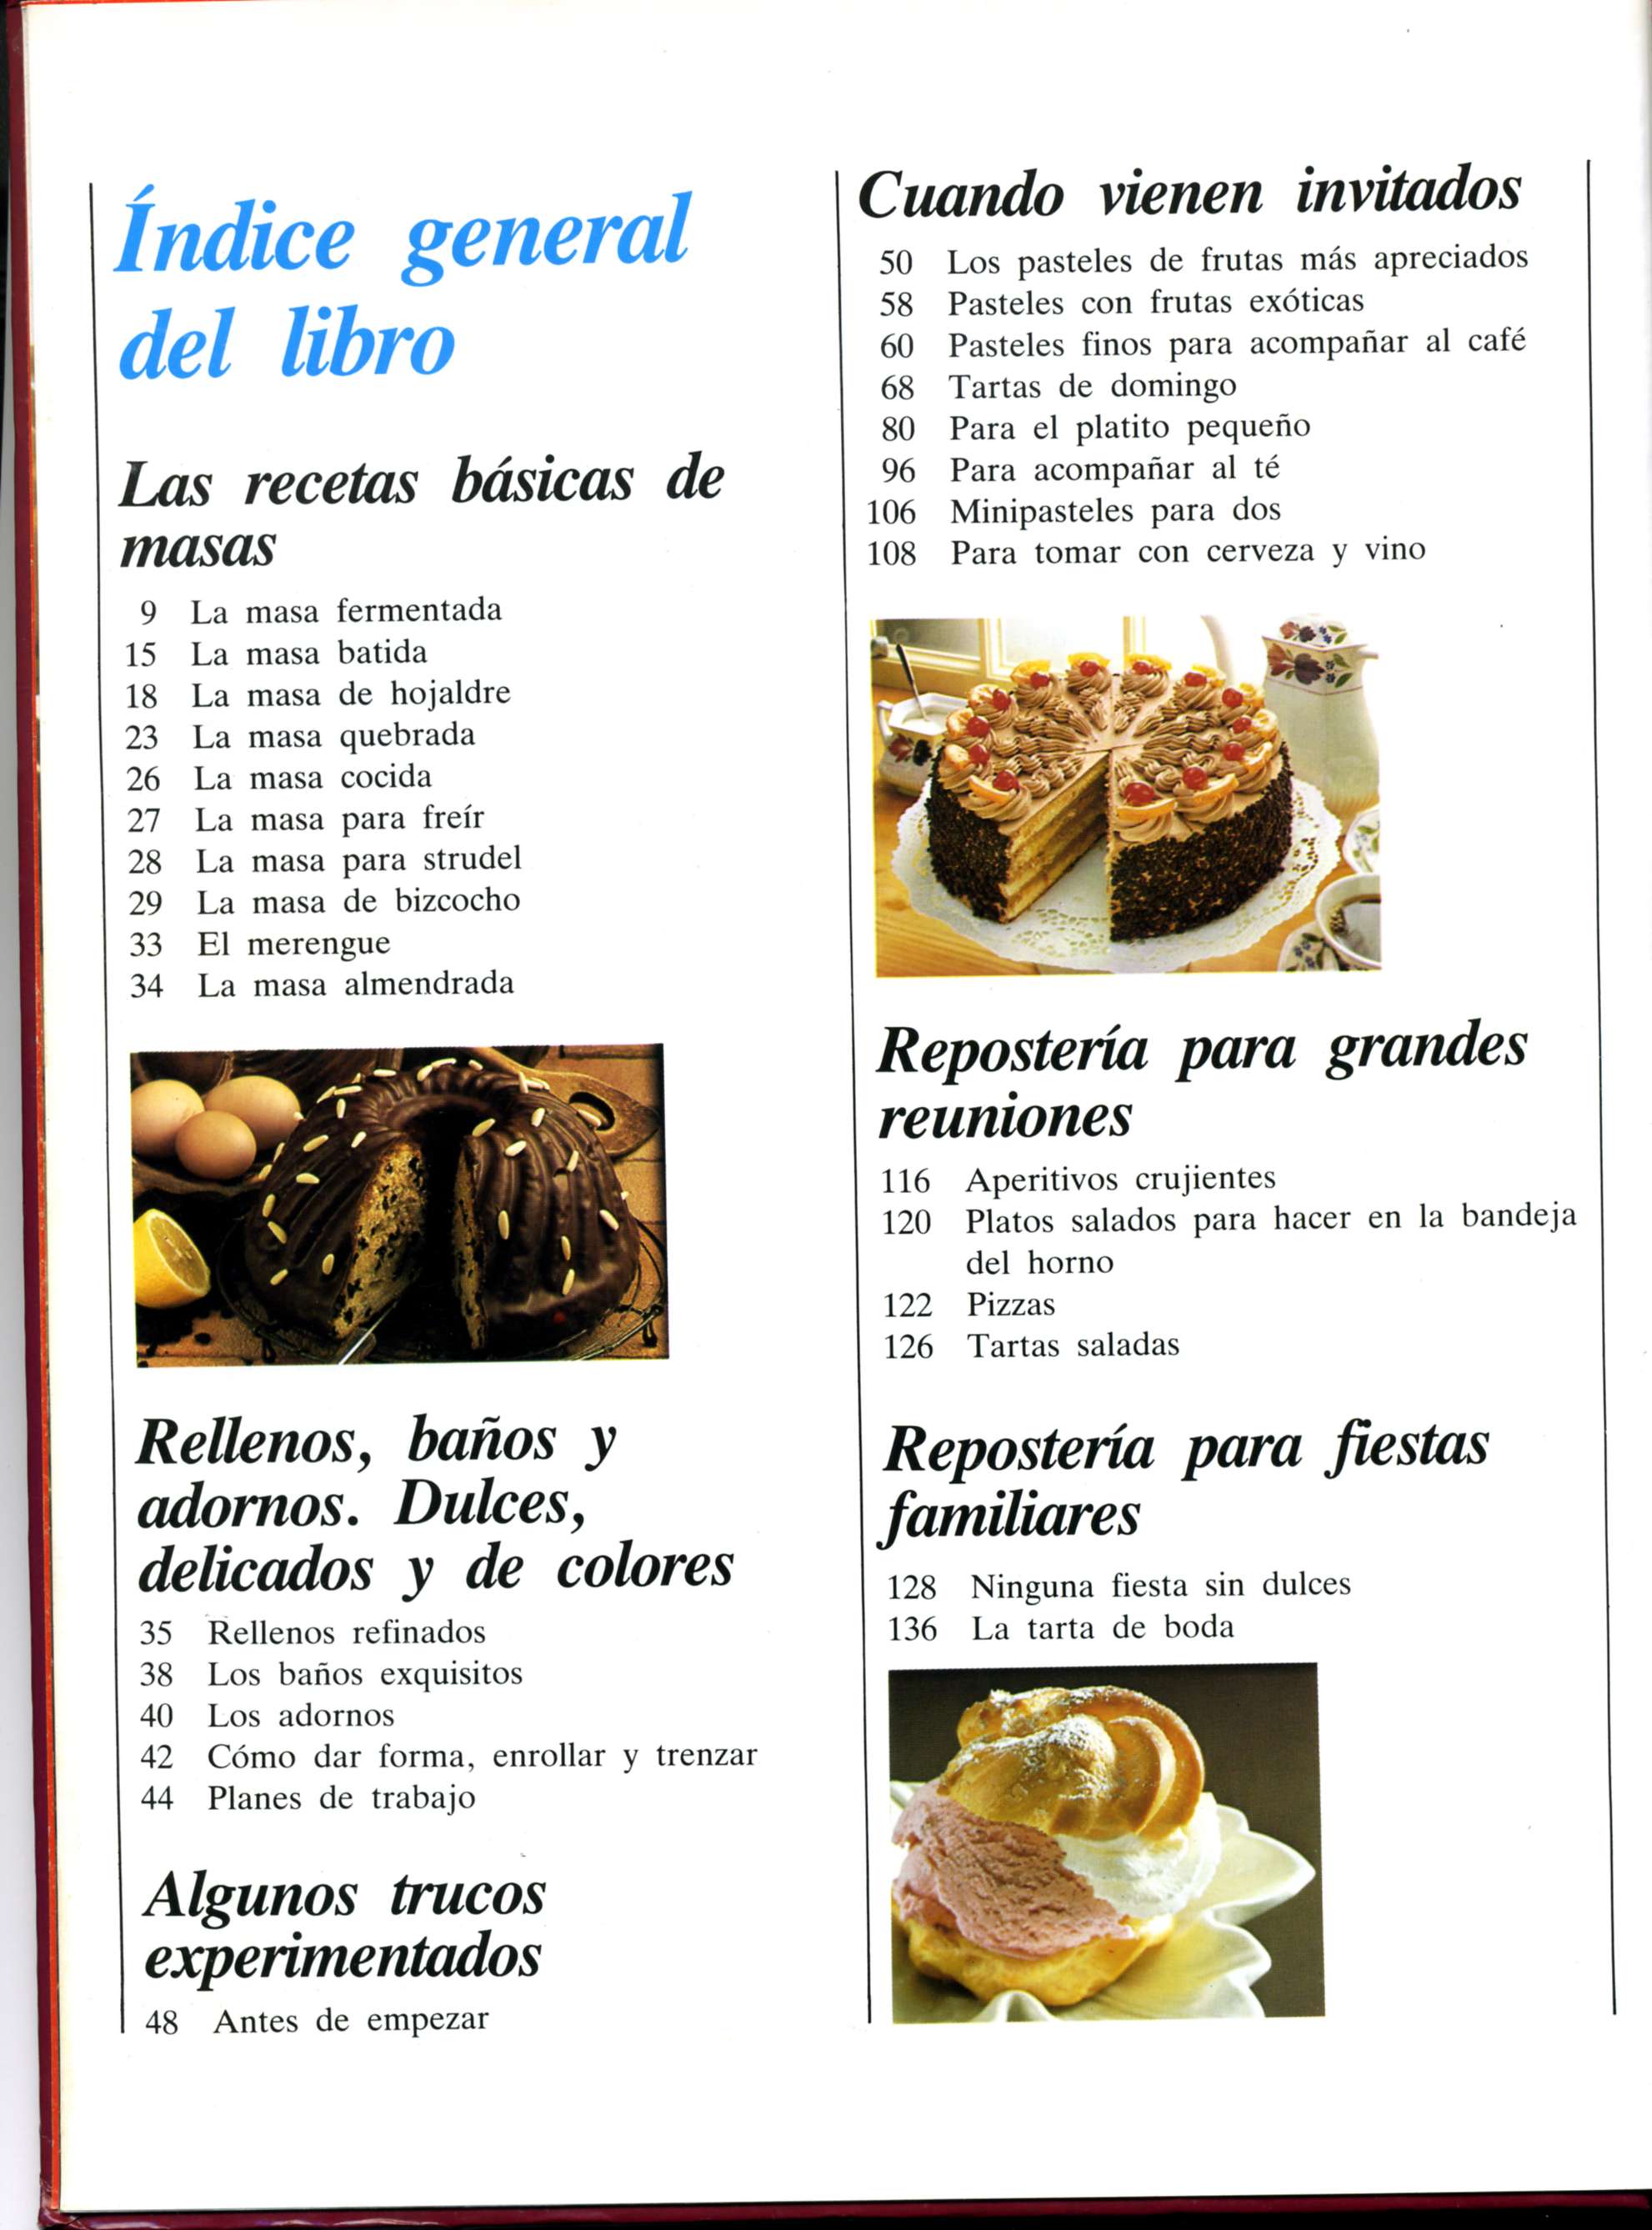 Índice general
del libro
Las recetas básicas de
masas
9 La masa fermentada
15 La masa batida
18 La masa de hojaldre
23 La masa quebrada
26 La masa cocida
27 La masa para freír
28 La masa para strudel
29 La masa de bizcocho
33 El merengue
34 La masa almendrada
Rellenos, baños y
adornos. Dulces,
delicados y de colores
35 Rellenos refinados
38 Los baños exquisitos
40 Los adornos
42 Cómo dar forma, enrollar y trenzar
44 Planes de trabajo
Algunos trucos
experimentados
48 Antes de empezar
Cuando vienen invitados
50 Los pasteles de frutas más apreciados
58 Pasteles con frutas exóticas
60 Pasteles finos para acompañar al café
68 Tartas de domingo
80 Para el platito pequeño
96 Para acompañar al té
106 Minipasteles para dos
108 Para tomar con cerveza y vino
Repostería para grandes
reuniones
116 Aperitivos crujientes
120 Platos salados para hacer en la bandeja
del horno
122 Pizzas
126 Tartas saladas
Repostería para fiestas
familiares
128 Ninguna fiesta sin dulces
136 La tarta de boda